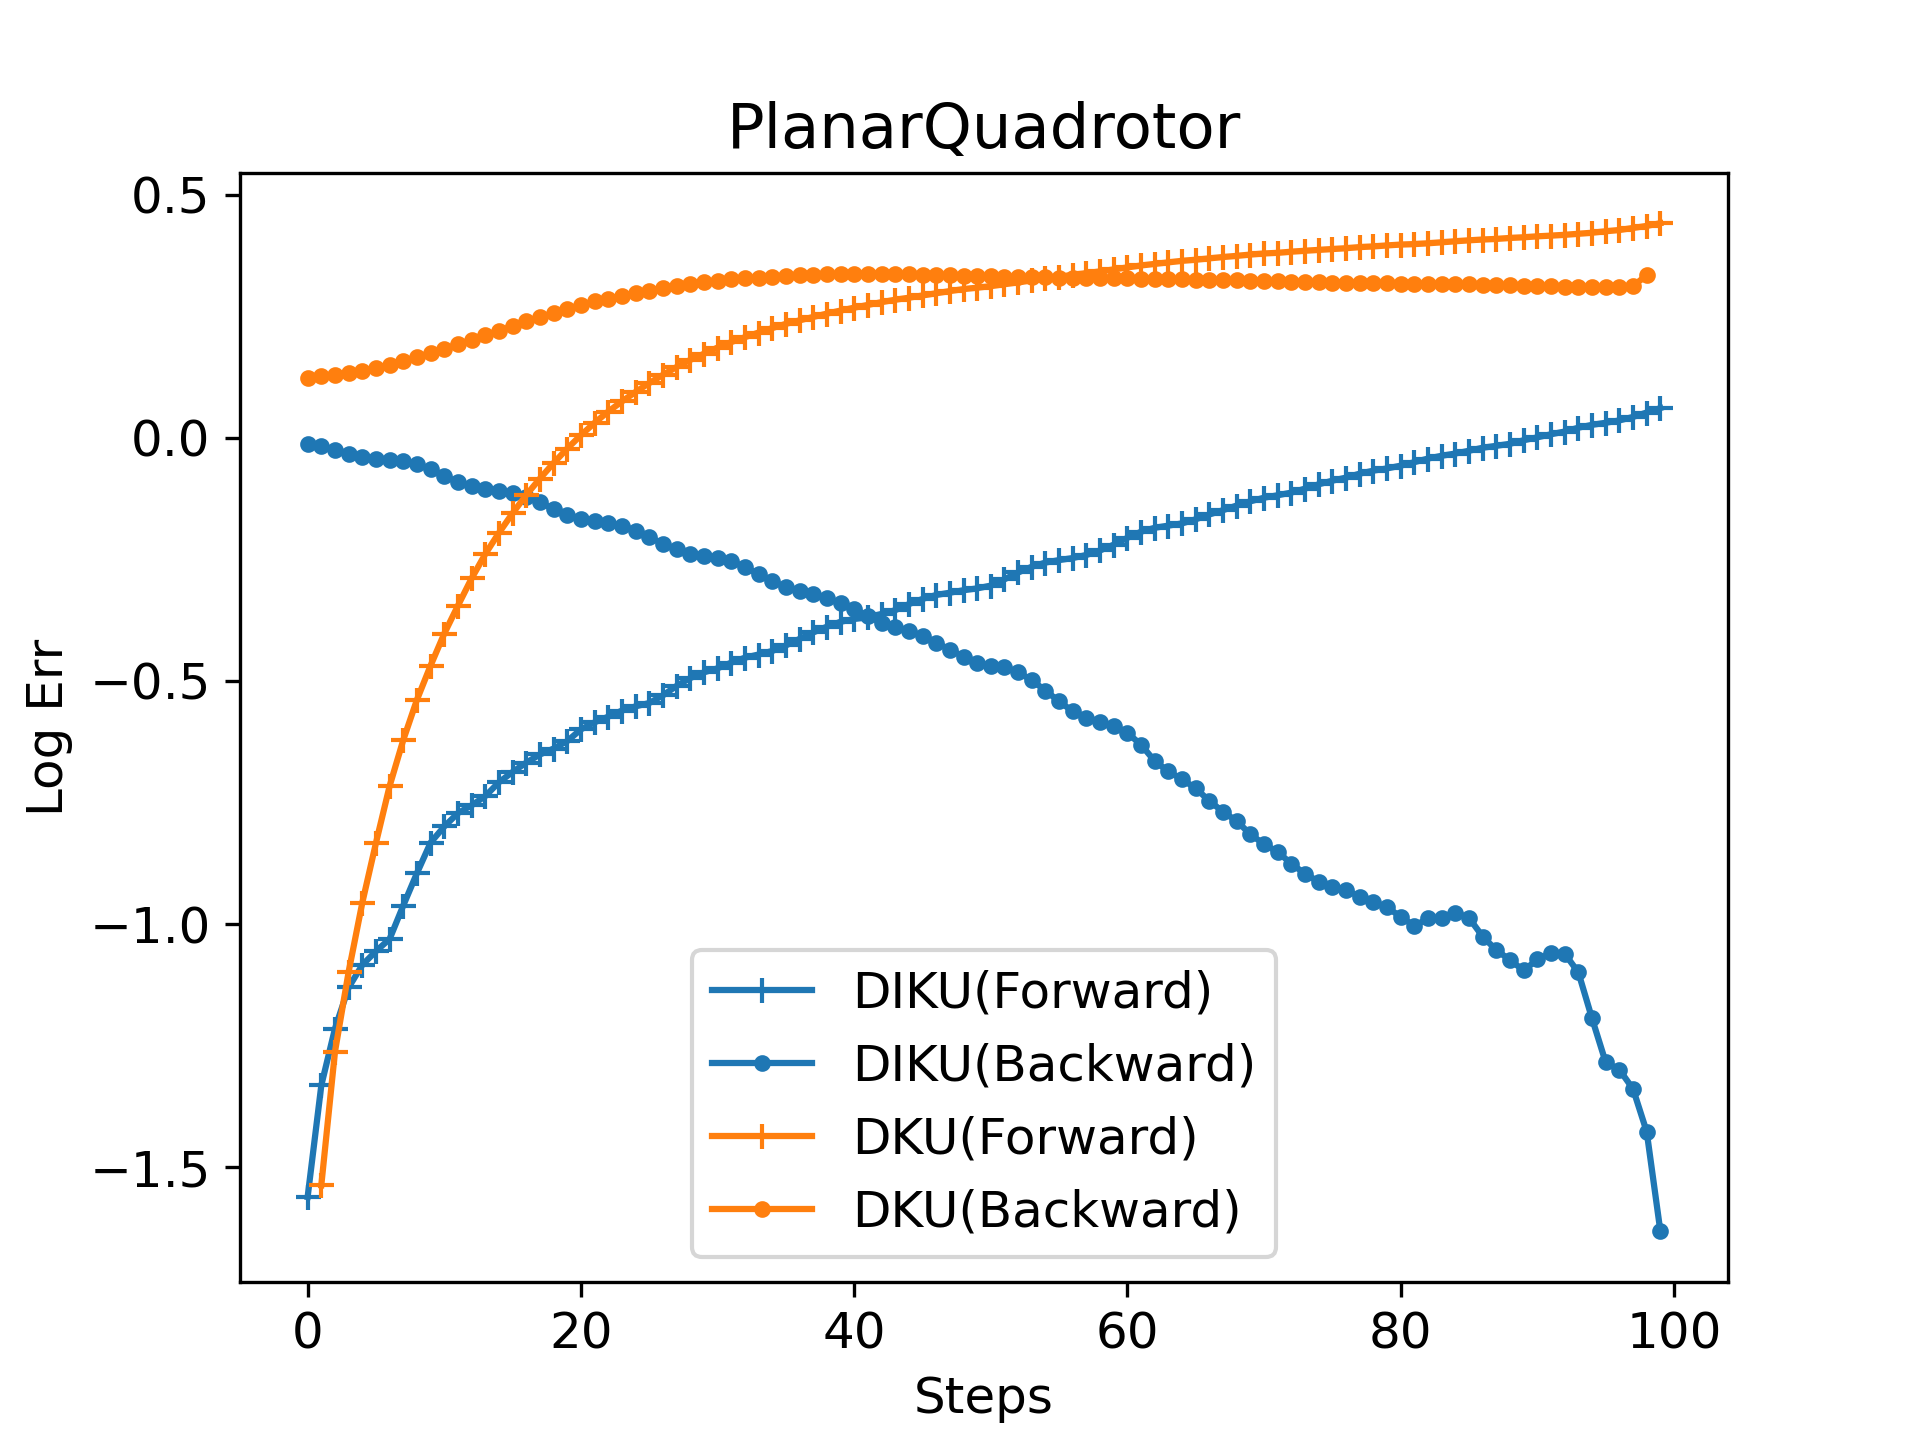 PlanarQuadrotor
0.5
0.0
−0.5
−1.0
−1.5
Log Err
DIKU(Forward)
DIKU(Backward)
DKU(Forward)
DKU(Backward)
0 20 40 60 80 100
Steps